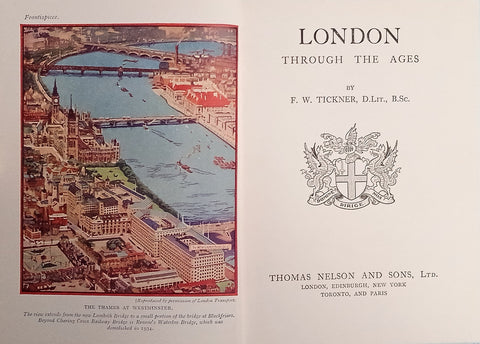 Frontispiece.
(Reproduced by permission of London Transport.
THE THAMES AT WESTMINSTER.
The view extends from the new Lambeth Bridge to a small portion of the bridge at Blackfriars.
Beyond Charing Cross Railway Bridge is Rennie's Waterloo Bridge, which was
demolished in 1934.
LONDON
THROUGH THE AGES
BY
F. W. TICKNER, D.Lit., B.Sc.
DOMINE DIRIGE NOS
THOMAS NELSON AND SONS, Ltd.
LONDON, EDINBURGH, NEW YORK
TORONTO, AND PARIS